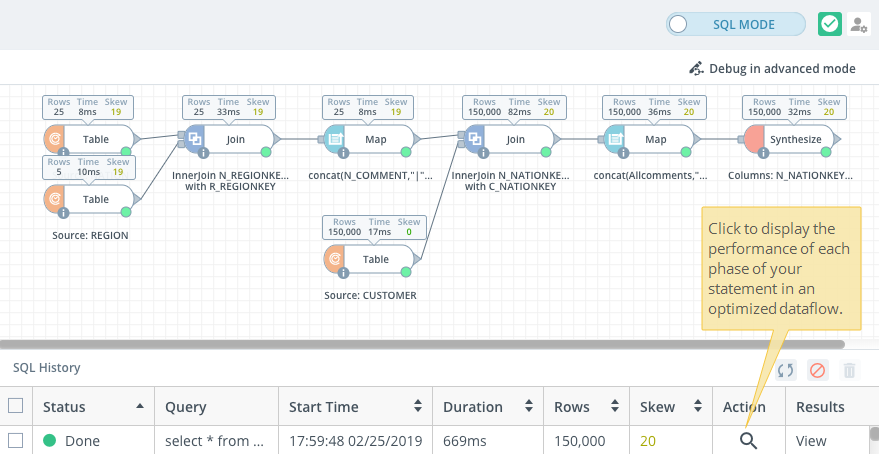 SQL MODE
Debug in advanced mode
Rows Time Skew
25 8ms 19
Table
Rows Time Skew
25 33ms 19
Join
InnerJoin N_REGIONKE...
with R_REGIONKEY
Rows Time Skew
25 8ms 19
Map
concat(N_COMMENT,"|"...
Rows Time Skew
150,000 82ms 20
Join
InnerJoin N_NATIONKE...
with C_NATIONKEY
Rows Time Skew
150,000 36ms 20
Map
concat(Allcomments,"...
Rows Time Skew
150,000 32ms 20
Synthesize
Columns: N_NATIONKEY...
Rows Time Skew
5 10ms 19
Table
Source: REGION
Rows Time Skew
150,000 17ms 0
Table
Source: CUSTOMER
Click to display the
performance of each
phase of your
statement in an
optimized dataflow.
SQL History
Status Query Start Time Duration Rows Skew Action Results
Done select * from ... 17:59:48 02/25/2019 669ms 150,000 20 View